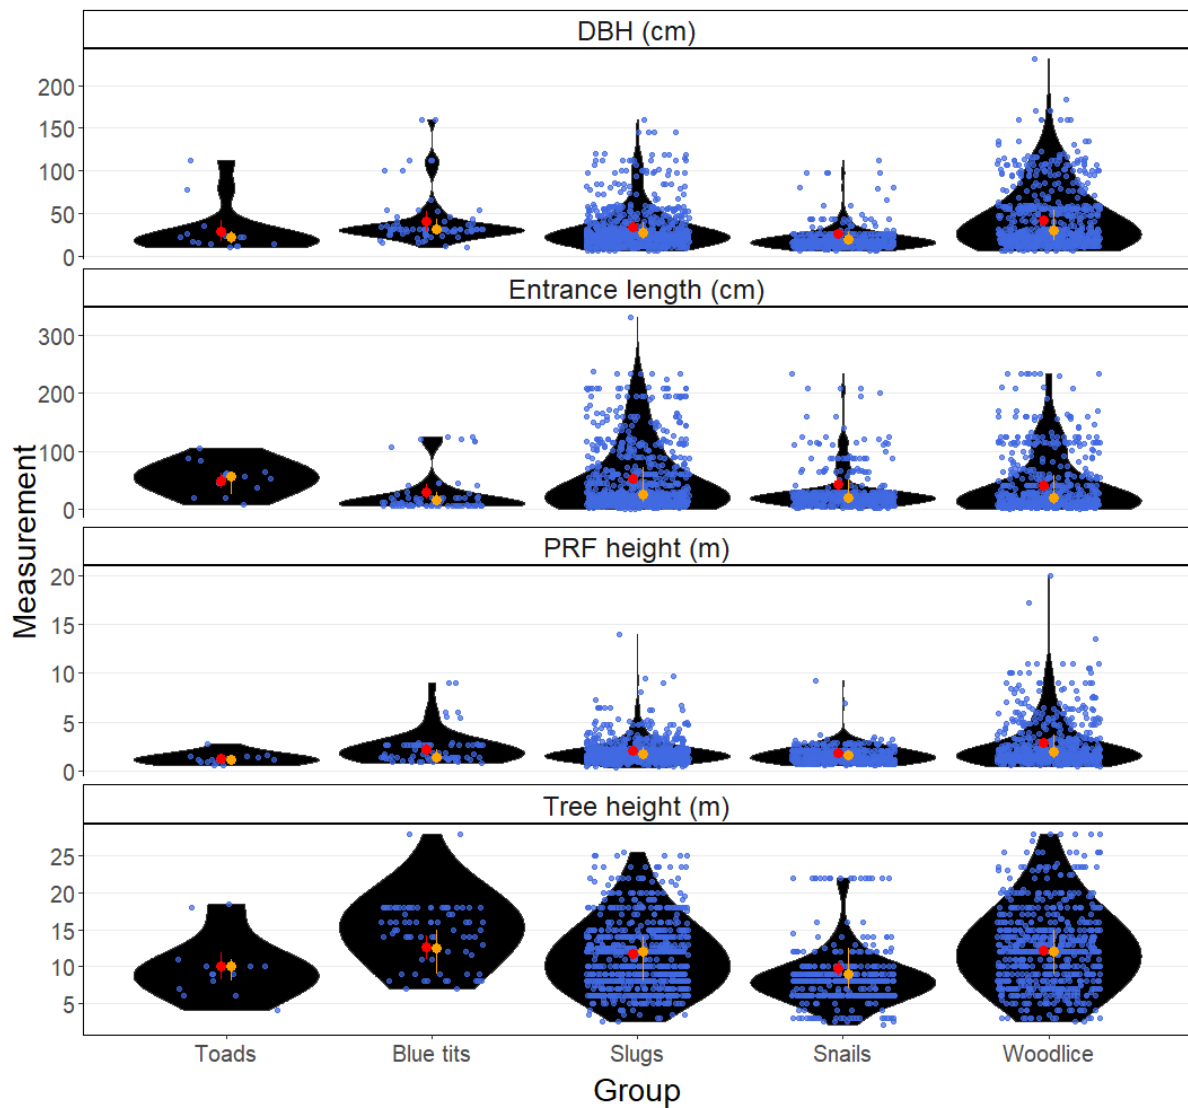 DBH (cm)
200
150
100
50
0
Entrance length (cm)
300
200
100
0
PRF height (m)
20
15
10
5
0
Tree height (m)
25
20
15
10
5
Measurement
Toads Blue tits Slugs Snails Woodlice
Group